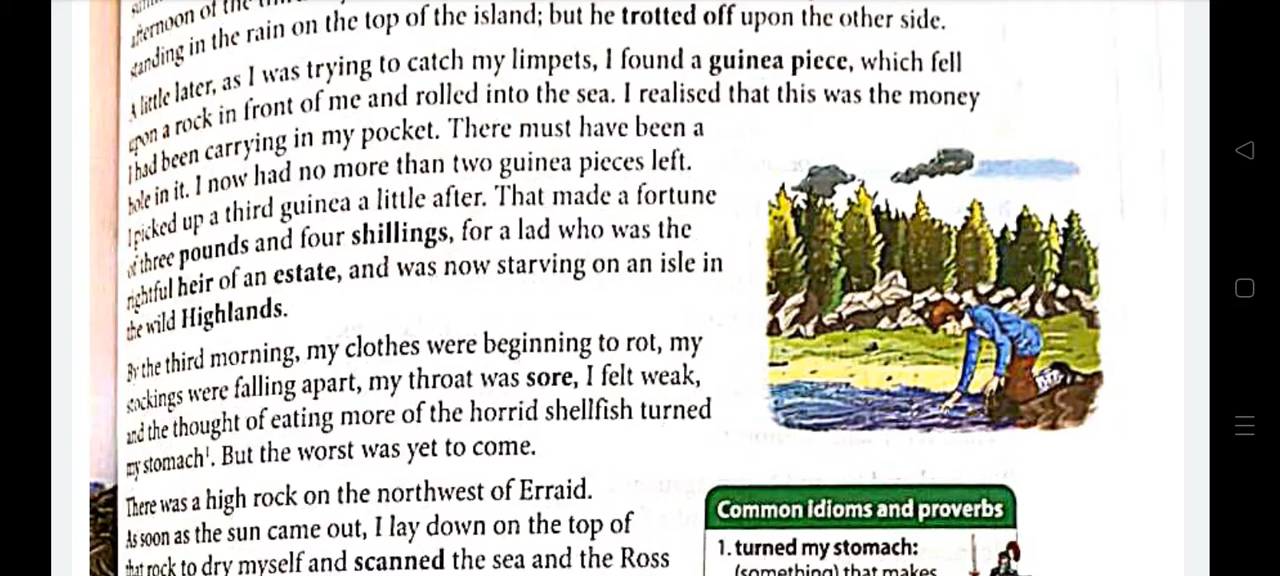 afternoon of the
standing in the rain on the top of the island; but he trotted off upon the other side.
A little later, as I was trying to catch my limpets, I found a guinea piece, which fell
upon a rock in front of me and rolled into the sea. I realised that this was the money
I had been carrying in my pocket. There must have been a
hole in it. I now had no more than two guinea pieces left.
I picked up a third guinea a little after. That made a fortune
of three pounds and four shillings, for a lad who was the
rightful heir of an estate, and was now starving on an isle in
the wild Highlands.
By the third morning, my clothes were beginning to rot, my
stockings were falling apart, my throat was sore, I felt weak,
and the thought of eating more of the horrid shellfish turned
my stomach¹. But the worst was yet to come.
There was a high rock on the northwest of Erraid.
As soon as the sun came out, I lay down on the top of
that rock to dry myself and scanned the sea and the Ross
Common idioms and proverbs
1. turned my stomach:
(something) that makes